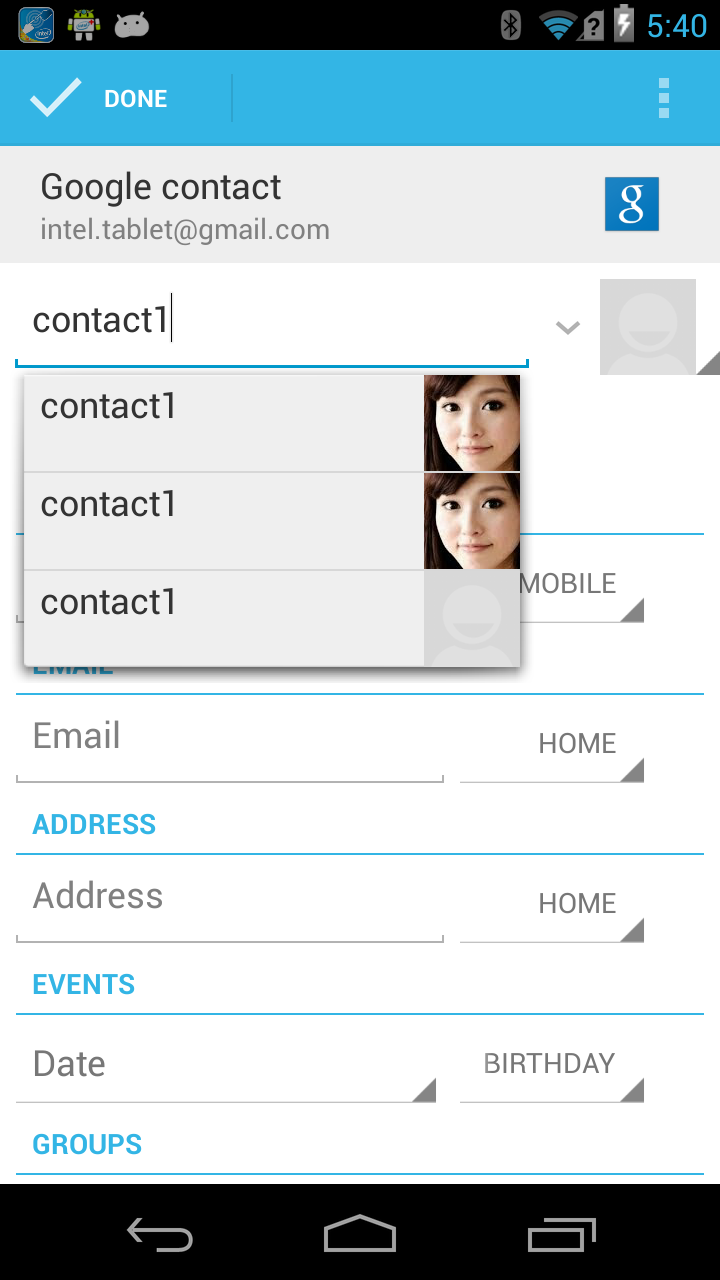 5:40
DONE
Google contact
intel.tablet@gmail.com
g
contact1
contact1
contact1
contact1
MOBILE
EMAIL
Email
HOME
ADDRESS
Address
HOME
EVENTS
Date
BIRTHDAY
GROUPS